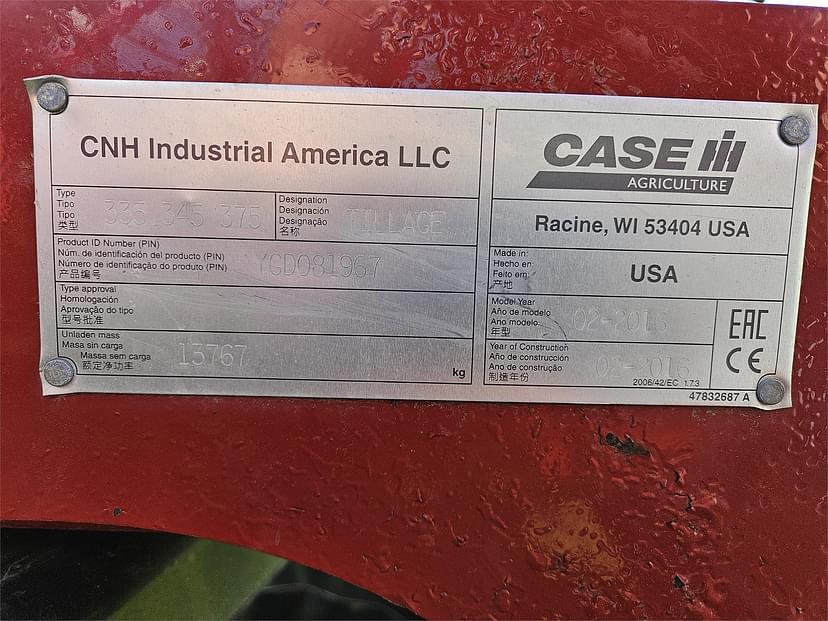 CNH Industrial America LLC
Type
Tipo
Tipo
类型
335,345,375
Designation
Designación
Designação
名称
TILLAGE
Product ID Number (PIN)
Núm. de identificación del producto (PIN)
Número de identificação do produto (PIN)
产品编号
YGD081967
Type approval
Homologación
Aprovação do tipo
型号批准
Unladen mass
Masa sin carga
Massa sem carga
额定净功率
13767
kg
CASE IH
AGRICULTURE
Racine, WI 53404 USA
Made in:
Hecho en:
Feito em:
产地
USA
Model Year
Año de modelo
Ano modelo
年型
Year of Construction
Año de construcción
Ano de construção
制造年份
02-2016
2006/42/EC 1.7.3
EAC
CE
47832687 A